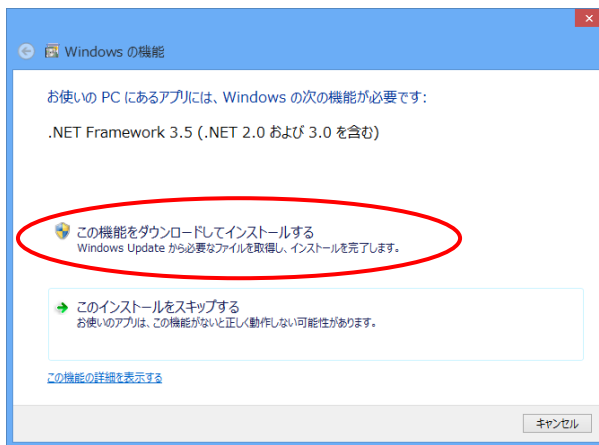 Windows の機能
お使いの PC にあるアプリには、Windows の次の機能が必要です:
.NET Framework 3.5 (.NET 2.0 および 3.0 を含む)
この機能をダウンロードしてインストールする
Windows Update から必要なファイルを取得し、インストールを完了します。
このインストールをスキップする
お使いのアプリは、この機能がないと正しく動作しない可能性があります。
この機能の詳細を表示する
キャンセル